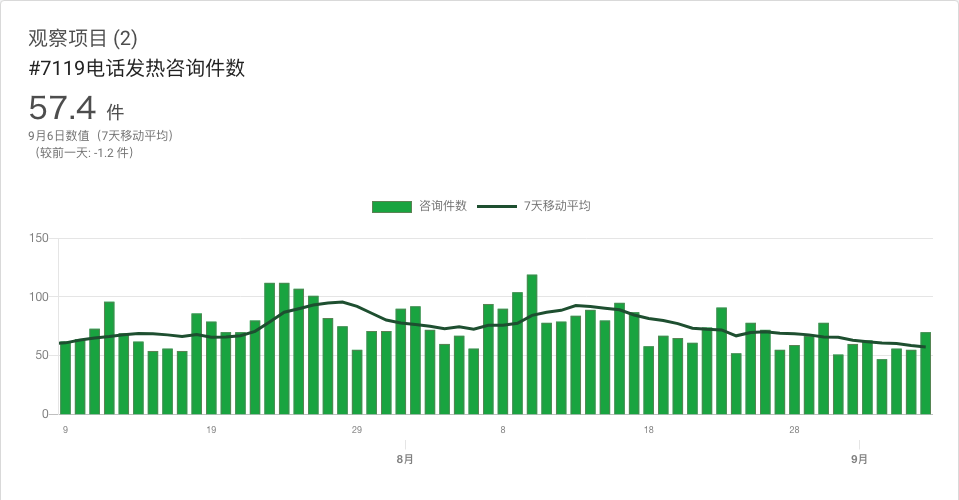 观察项目 (2)
#7119电话发热咨询件数
57.4 件
9月6日数值（7天移动平均）
（较前一天: -1.2 件）
咨询件数 7天移动平均
150
100
50
0
9 19 29 8 18 28
8月 9月